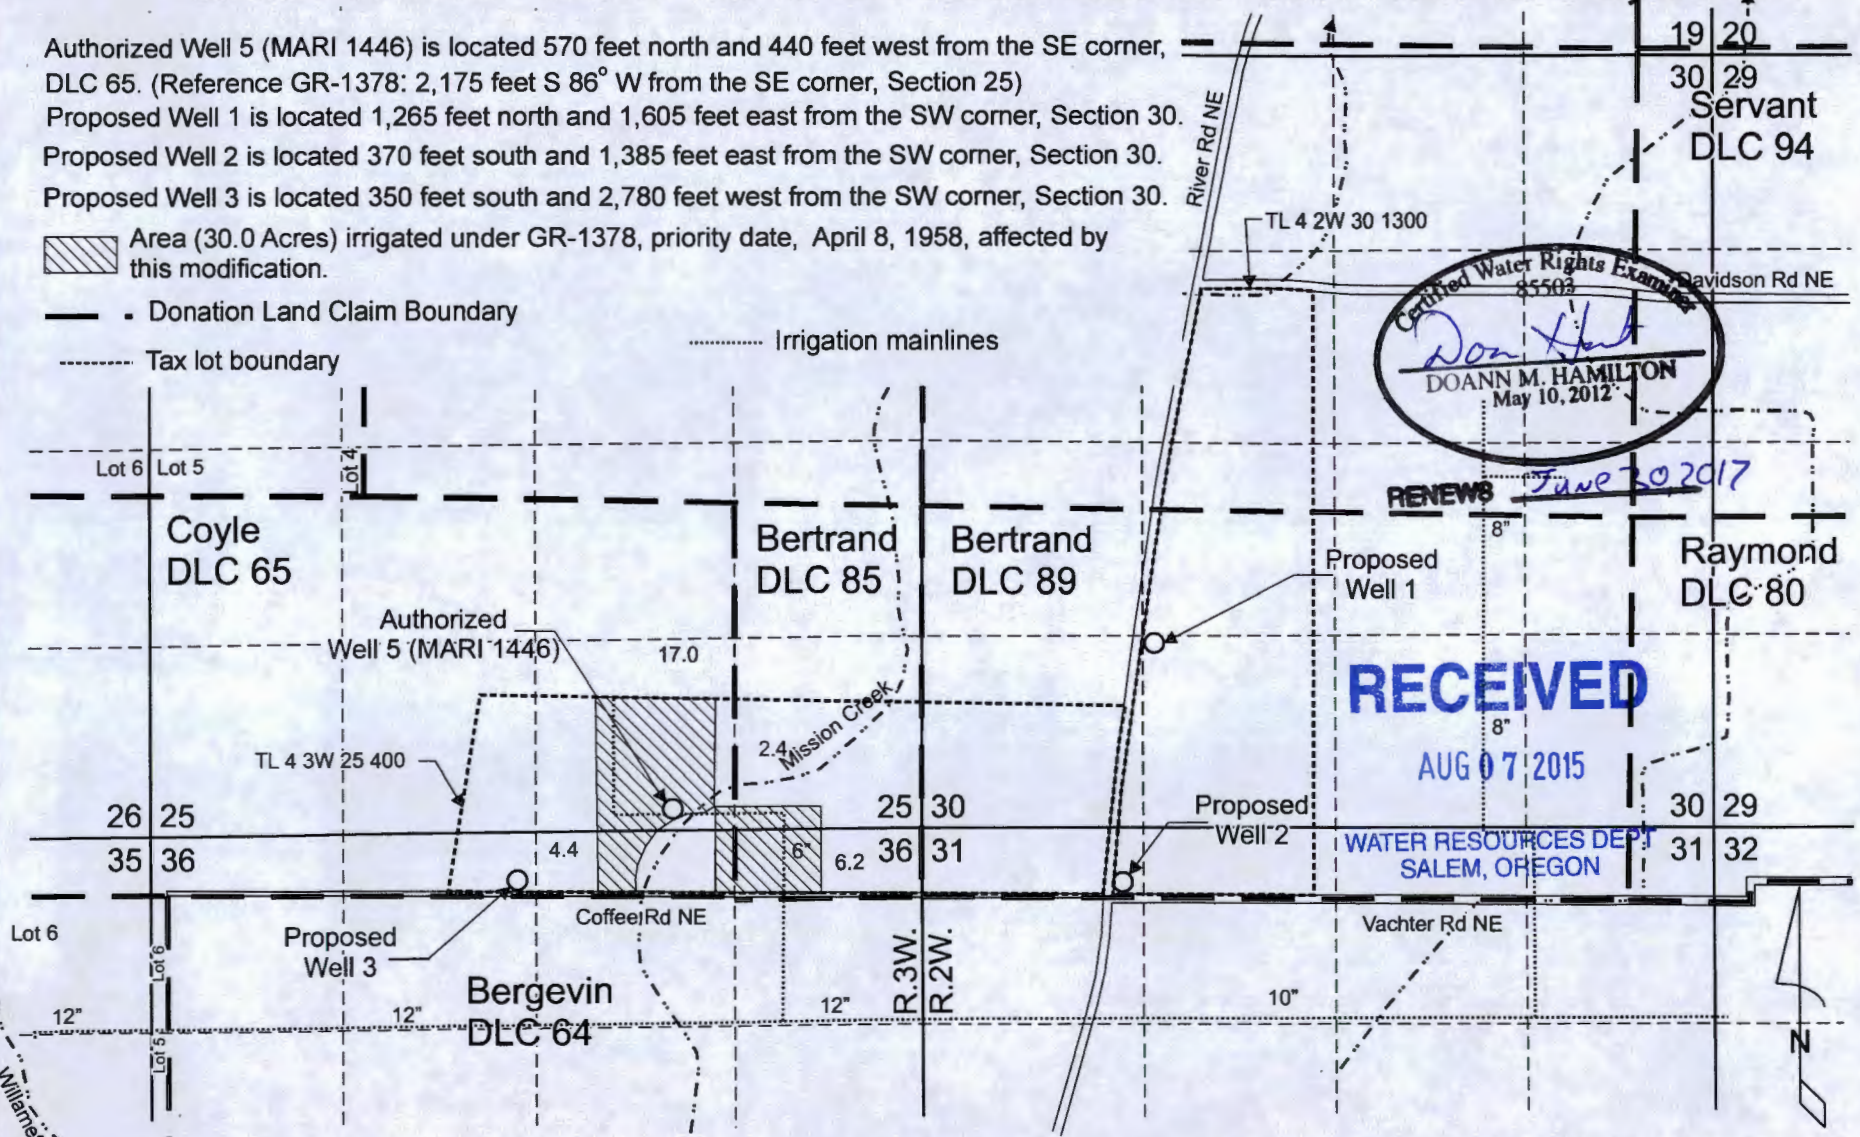 Authorized Well 5 (MARI 1446) is located 570 feet north and 440 feet west from the SE corner,
DLC 65. (Reference GR-1378: 2,175 feet S 86° W from the SE corner, Section 25)
Proposed Well 1 is located 1,265 feet north and 1,605 feet east from the SW corner, Section 30.
Proposed Well 2 is located 370 feet south and 1,385 feet east from the SW corner, Section 30.
Proposed Well 3 is located 350 feet south and 2,780 feet west from the SW corner, Section 30.
Area (30.0 Acres) irrigated under GR-1378, priority date, April 8, 1958, affected by
this modification.
Donation Land Claim Boundary
Tax lot boundary
Irrigation mainlines
River Rd NE
19 20
30 29
Servant
DLC 94
TL 4 2W 30 1300
Davidson Rd NE
Certified Water Rights Examiner
85503
DOANN M. HAMILTON
May 10, 2012
RENEWS June 30, 2017
Lot 6 Lot 5
Lot 4
Coyle
DLC 65
Bertrand
DLC 85
Bertrand
DLC 89
8"
Proposed
Well 1
Raymond
DLC 80
Authorized
Well 5 (MARI 1446)
17.0
RECEIVED
8"
AUG 07 2015
WATER RESOURCES DEPT
SALEM, OREGON
Mission Creek
2.4
TL 4 3W 25 400
26 25
35 36
4.4
6"
6.2
25 30
36 31
Proposed
Well 2
30 29
31 32
Coffee Rd NE
Vachter Rd NE
Lot 6
Lot 6
Lot 5
Proposed
Well 3
Bergevin
DLC 64
R.3W.
R.2W.
12"
12"
12"
10"
N